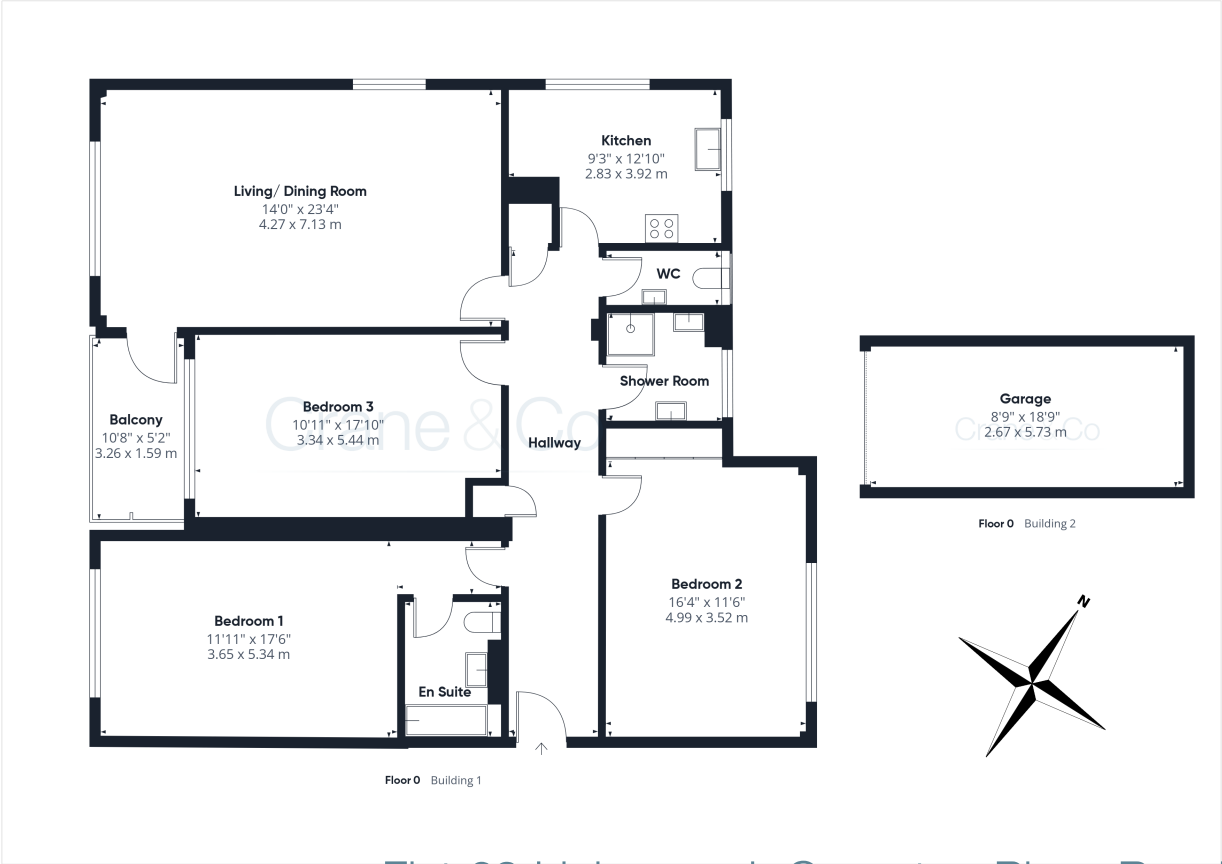 Living/ Dining Room
14'0" x 23'4"
4.27 x 7.13 m
Kitchen
9'3" x 12'10"
2.83 x 3.92 m
WC
Shower Room
Balcony
10'8" x 5'2"
3.26 x 1.59 m
Bedroom 3
10'11" x 17'10"
3.34 x 5.44 m
Crane & Co
Hallway
Garage
8'9" x 18'9"
2.67 x 5.73 m
Crane & Co
Floor 0 Building 2
Bedroom 1
11'11" x 17'6"
3.65 x 5.34 m
En Suite
Bedroom 2
16'4" x 11'6"
4.99 x 3.52 m
N
Floor 0 Building 1